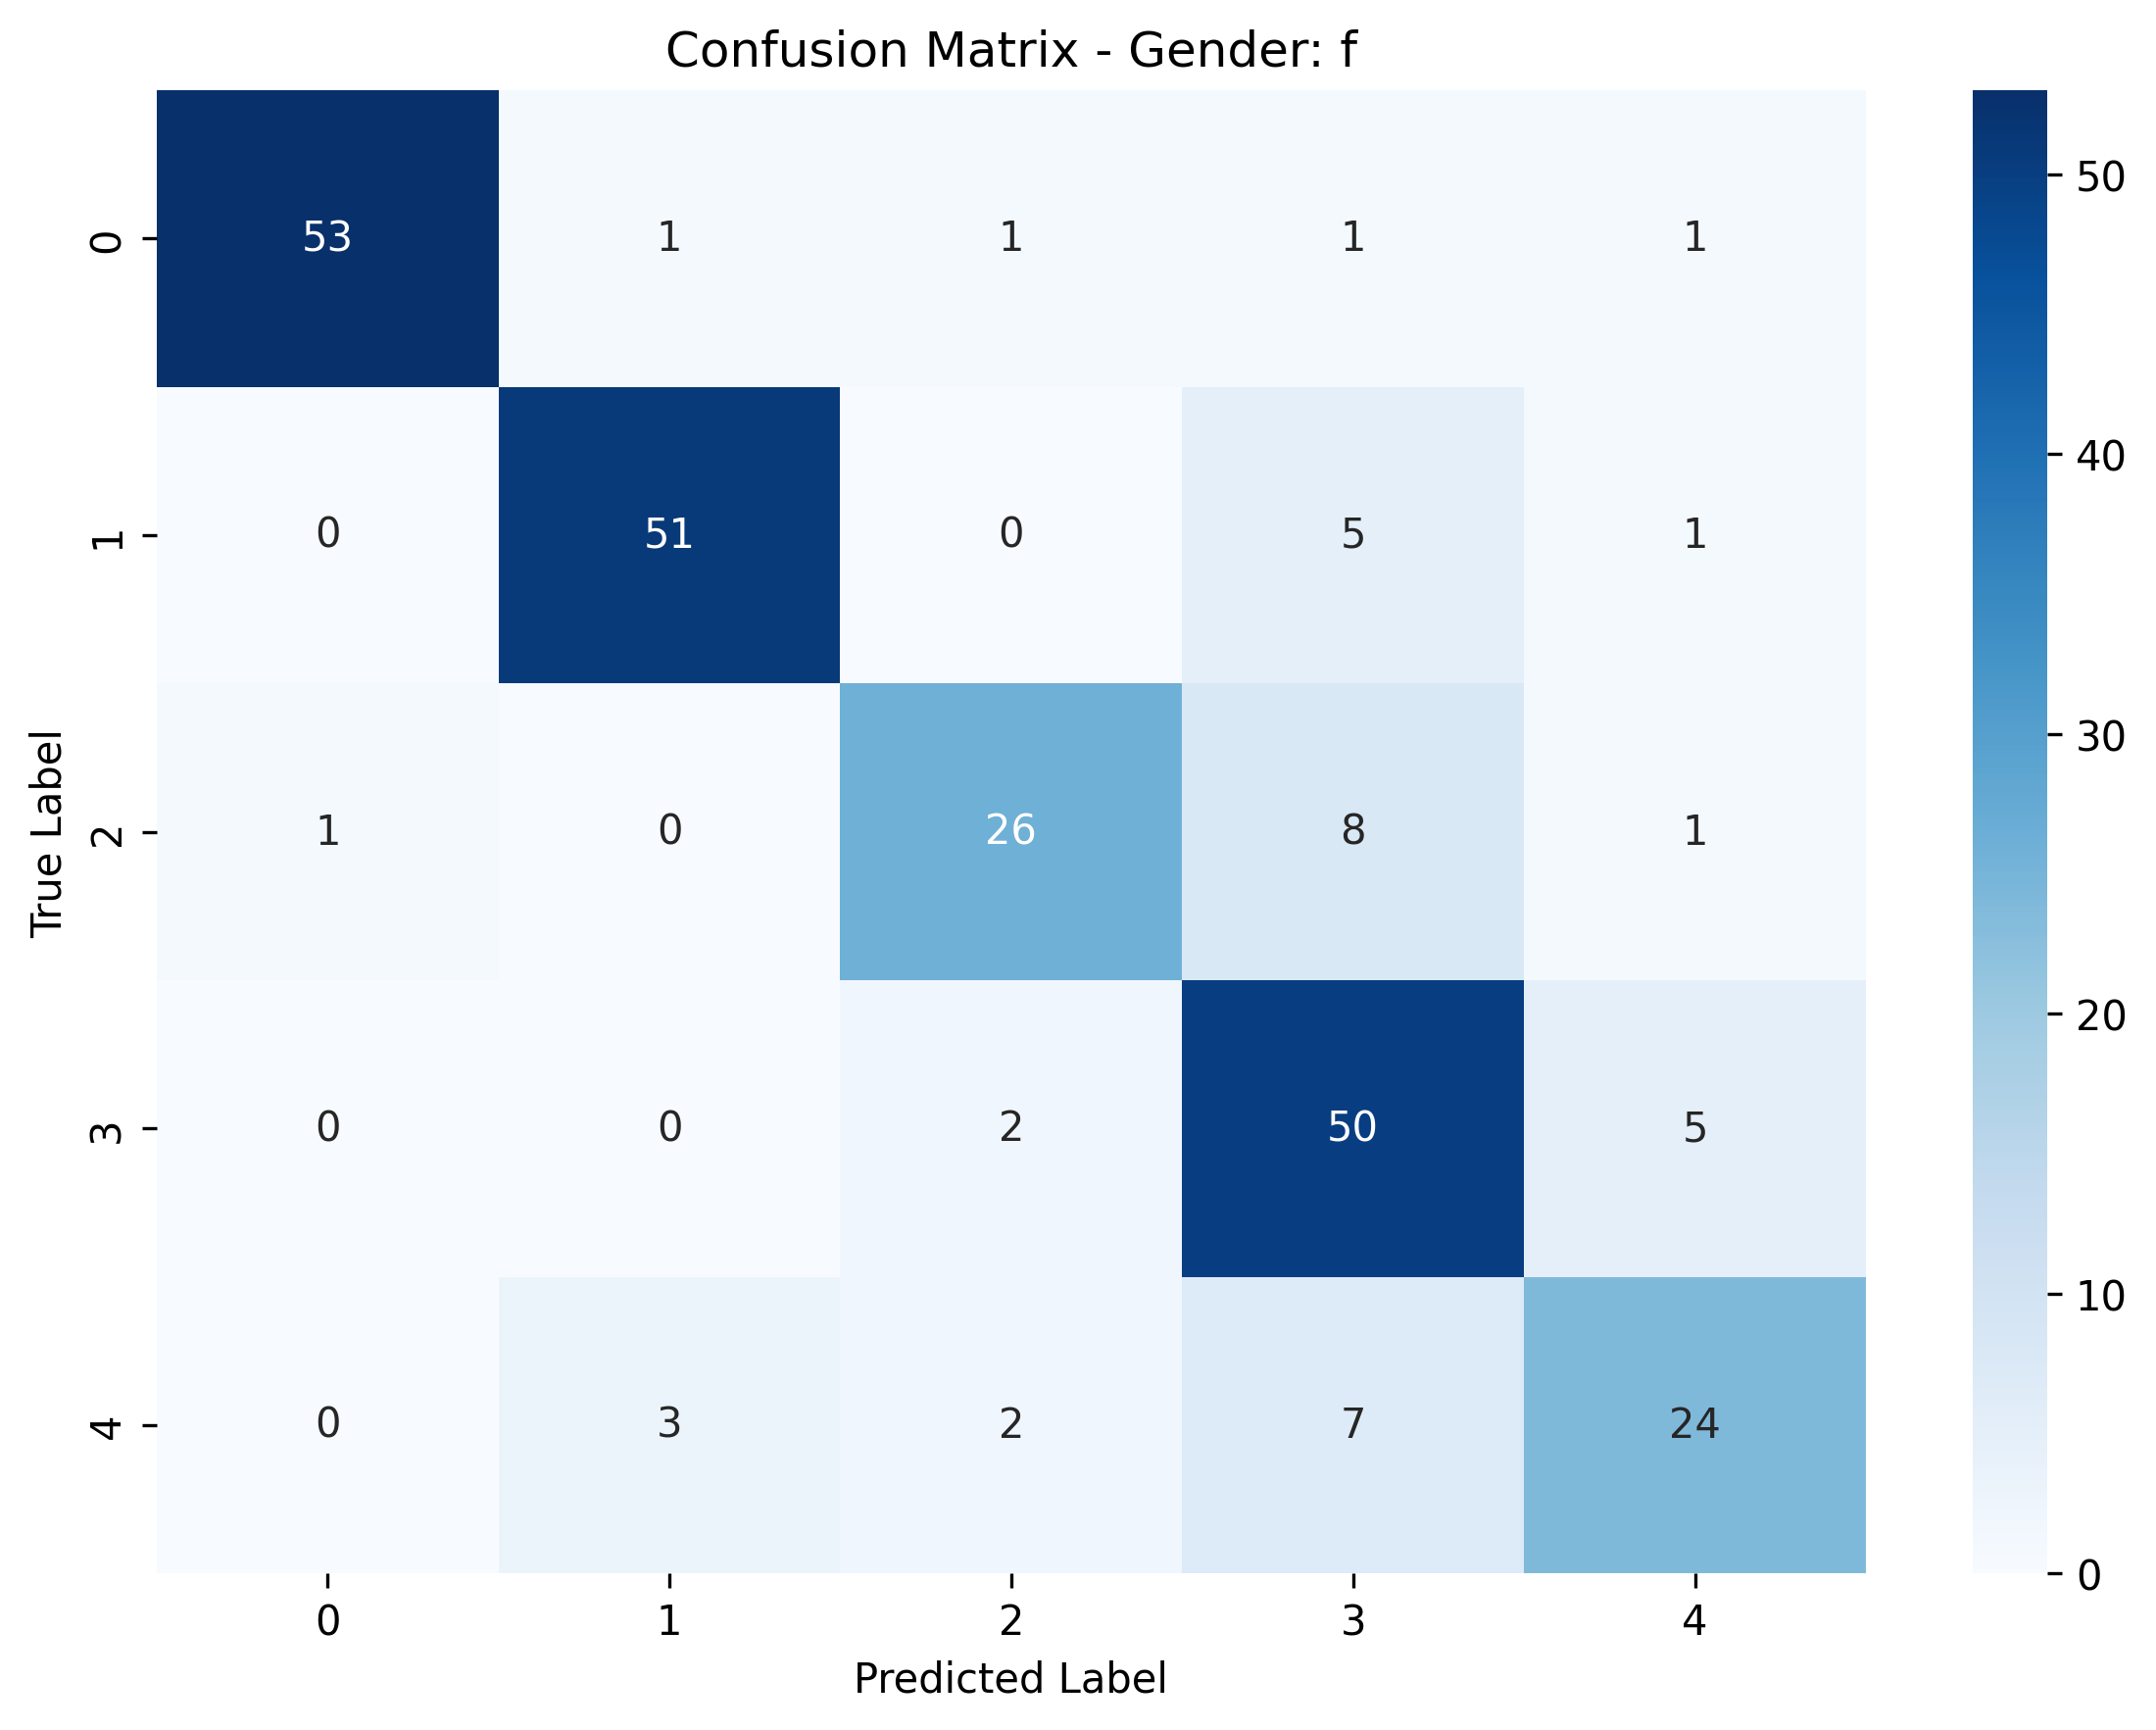 Confusion Matrix - Gender: f
True Label
0 53 1 1 1 1
1 0 51 0 5 1
2 1 0 26 8 1
3 0 0 2 50 5
4 0 3 2 7 24
0 1 2 3 4
Predicted Label
50
40
30
20
10
0